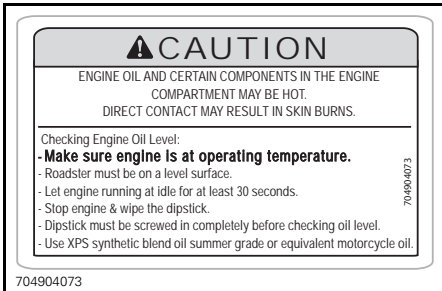 CAUTION
ENGINE OIL AND CERTAIN COMPONENTS IN THE ENGINE
COMPARTMENT MAY BE HOT.
DIRECT CONTACT MAY RESULT IN SKIN BURNS.
Checking Engine Oil Level:
- Make sure engine is at operating temperature.
- Roadster must be on a level surface.
- Let engine running at idle for at least 30 seconds.
- Stop engine & wipe the dipstick.
- Dipstick must be screwed in completely before checking oil level.
- Use XPS synthetic blend oil summer grade or equivalent motorcycle oil.
704904073
704904073